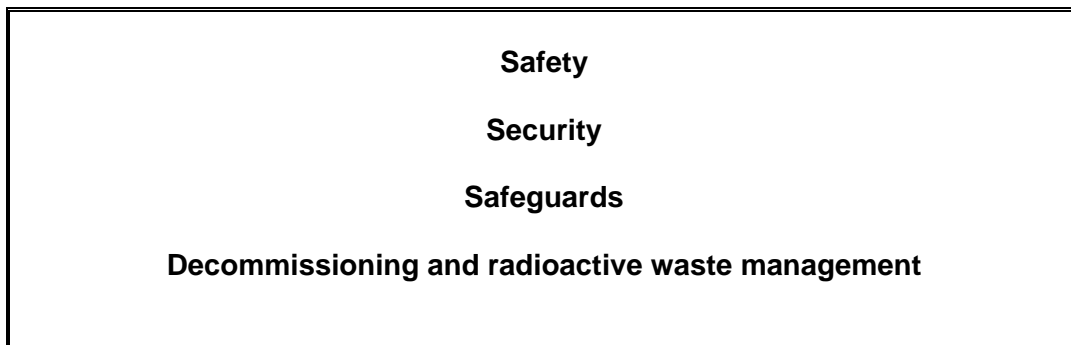 Safety
Security
Safeguards
Decommissioning and radioactive waste management